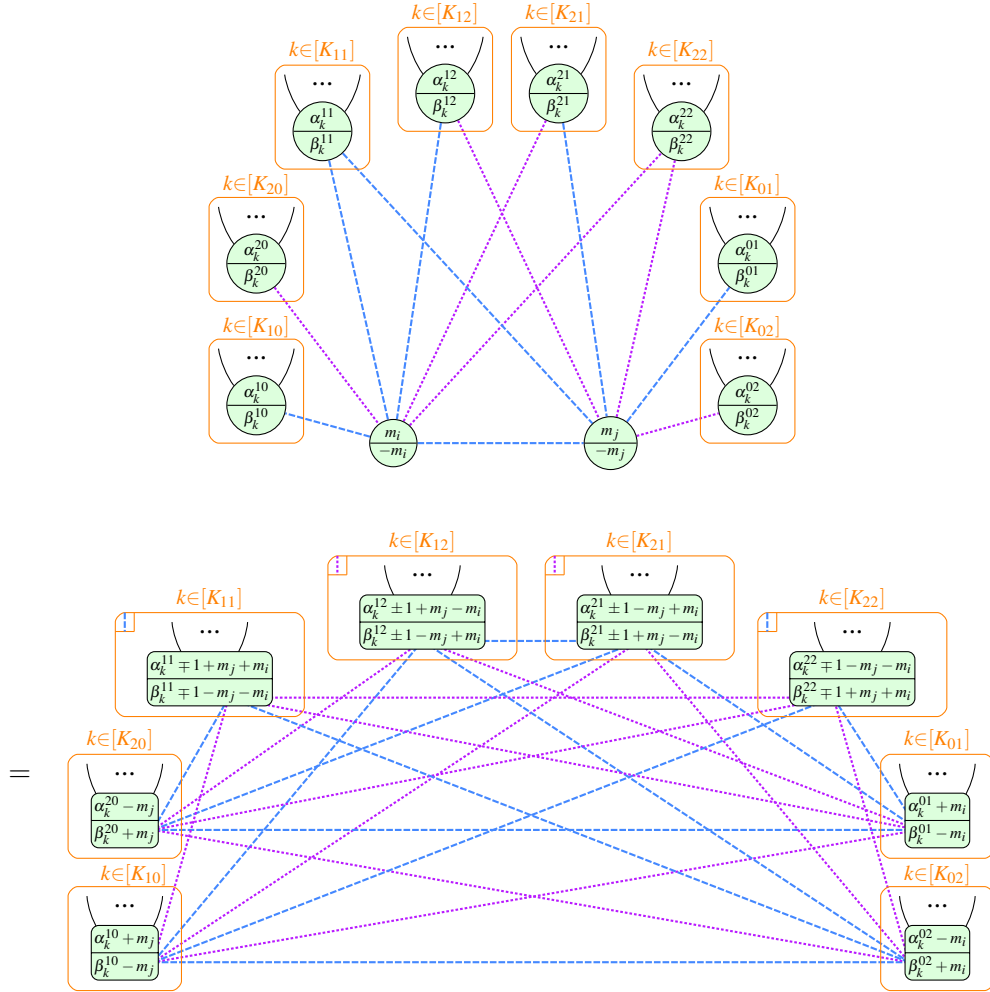 k∈[K₁₂] k∈[K₂₁]
k∈[K₁₁] ... ... k∈[K₂₂]
... α_k^{12} α_k^{21} ...
α_k^{11} β_k^{12} β_k^{21} α_k^{22}
β_k^{11} β_k^{22}
k∈[K₂₀] k∈[K₀₁]
... ...
α_k^{20} α_k^{01}
β_k^{20} β_k^{01}
k∈[K₁₀] k∈[K₀₂]
... ...
α_k^{10} α_k^{02}
β_k^{10} β_k^{02}
m_i m_j
−m_i −m_j
k∈[K₁₂] k∈[K₂₁]
... ...
k∈[K₁₁] α_k^{12} ± 1 + m_j − m_i α_k^{21} ± 1 − m_j + m_i k∈[K₂₂]
... β_k^{12} ± 1 − m_j + m_i β_k^{21} ± 1 + m_j − m_i ...
α_k^{11} ∓ 1 + m_j + m_i α_k^{22} ∓ 1 − m_j − m_i
β_k^{11} ∓ 1 − m_j − m_i β_k^{22} ∓ 1 + m_j + m_i
k∈[K₂₀] k∈[K₀₁]
= ... ...
α_k^{20} − m_j α_k^{01} + m_i
β_k^{20} + m_j β_k^{01} − m_i
k∈[K₁₀] k∈[K₀₂]
... ...
α_k^{10} + m_j α_k^{02} − m_i
β_k^{10} − m_j β_k^{02} + m_i